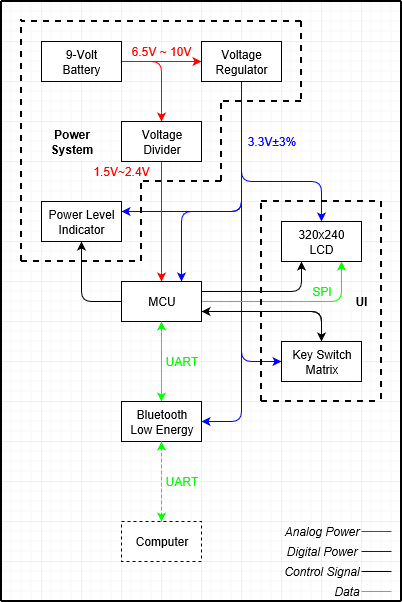 9-Volt
Battery
6.5V ~ 10V
Voltage
Regulator
Power
System
Voltage
Divider
3.3V±3%
1.5V~2.4V
Power Level
Indicator
320x240
LCD
MCU
SPI
UI
UART
Key Switch
Matrix
Bluetooth
Low Energy
UART
Computer
Analog Power
Digital Power
Control Signal
Data